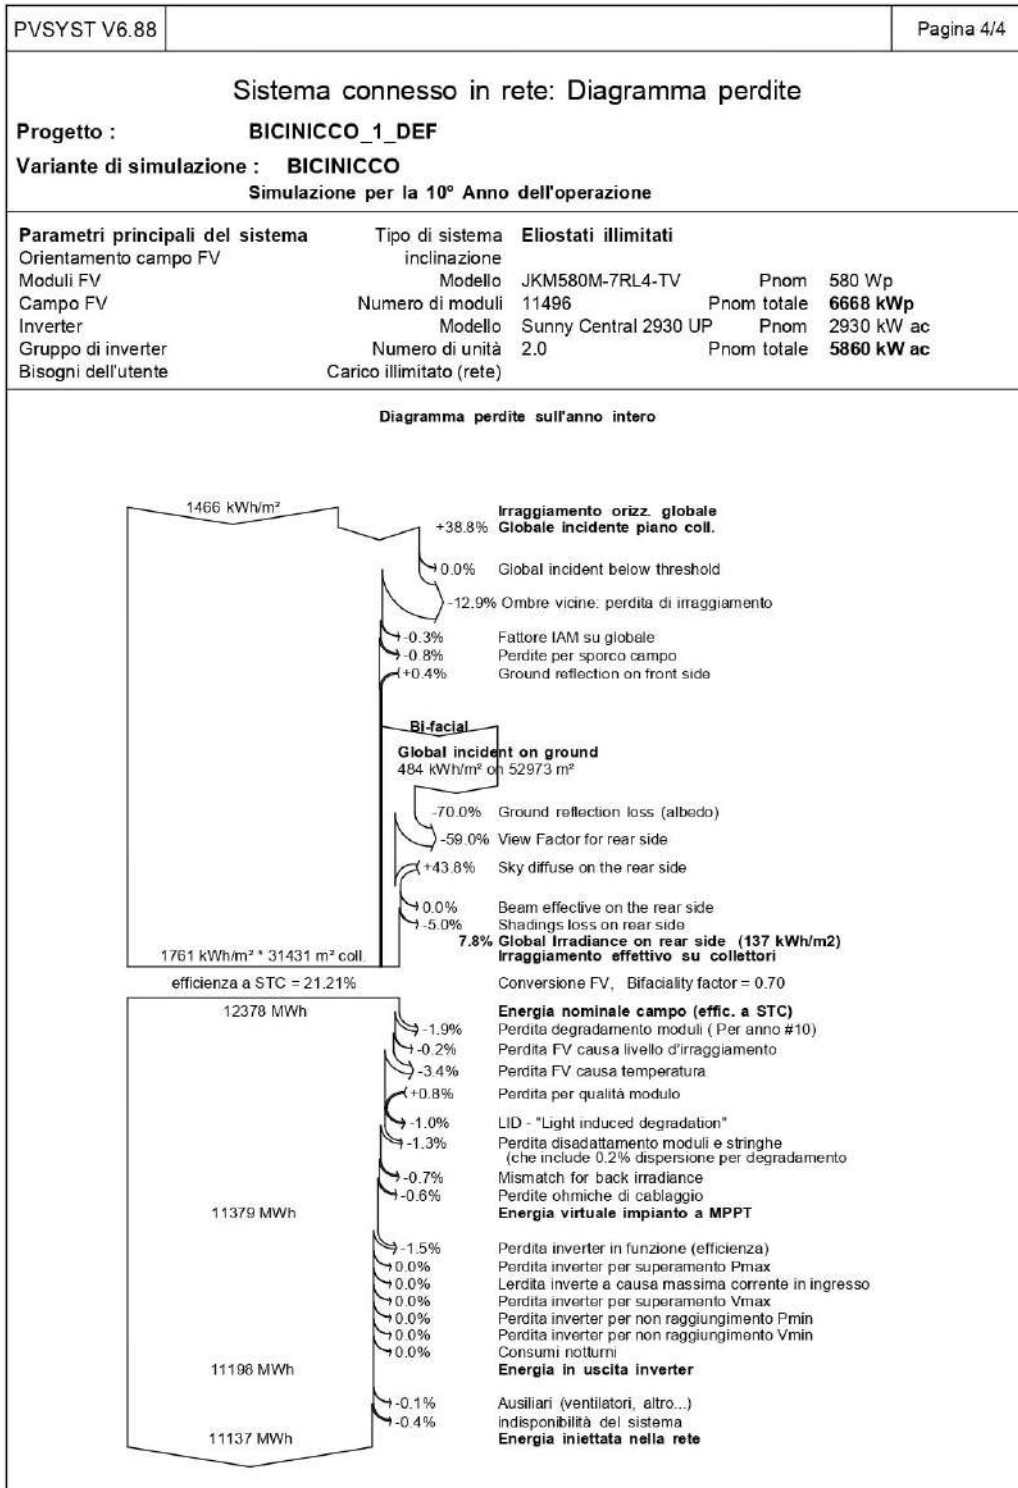 PVSYST V6.88 Pagina 4/4
Sistema connesso in rete: Diagramma perdite
Progetto : BICINICCO_1_DEF
Variante di simulazione : BICINICCO
Simulazione per la 10° Anno dell'operazione
Parametri principali del sistema Tipo di sistema Eliostati illimitati
Orientamento campo FV inclinazione
Moduli FV Modello JKM580M-7RL4-TV Pnom 580 Wp
Campo FV Numero di moduli 11496 Pnom totale 6668 kWp
Inverter Modello Sunny Central 2930 UP Pnom 2930 kW ac
Gruppo di inverter Numero di unità 2.0 Pnom totale 5860 kW ac
Bisogni dell'utente Carico illimitato (rete)
Diagramma perdite sull'anno intero
1466 kWh/m² Irraggiamento orizz. globale
+38.8% Globale incidente piano coll.
0.0% Global incident below threshold
-12.9% Ombre vicine: perdita di irraggiamento
-0.3% Fattore IAM su globale
-0.8% Perdite per sporco campo
+0.4% Ground reflection on front side
Bi-facial
Global incident on ground
484 kWh/m² on 52973 m²
-70.0% Ground reflection loss (albedo)
-59.0% View Factor for rear side
+43.8% Sky diffuse on the rear side
0.0% Beam effective on the rear side
-5.0% Shadings loss on rear side
7.8% Global Irradiance on rear side (137 kWh/m2)
1761 kWh/m² * 31431 m² coll. Irraggiamento effettivo su collettori
efficienza a STC = 21.21% Conversione FV, Bifaciality factor = 0.70
12378 MWh Energia nominale campo (effic. a STC)
-1.9% Perdita degradamento moduli ( Per anno #10)
-0.2% Perdita FV causa livello d'irraggiamento
-3.4% Perdita FV causa temperatura
+0.8% Perdita per qualità modulo
-1.0% LID - "Light induced degradation"
-1.3% Perdita disadattamento moduli e stringhe
(che include 0.2% dispersione per degradamento
-0.7% Mismatch for back irradiance
-0.6% Perdite ohmiche di cablaggio
11379 MWh Energia virtuale impianto a MPPT
-1.5% Perdita inverter in funzione (efficienza)
0.0% Perdita inverter per superamento Pmax
0.0% Lerdita inverte a causa massima corrente in ingresso
0.0% Perdita inverter per superamento Vmax
0.0% Perdita inverter per non raggiungimento Pmin
0.0% Perdita inverter per non raggiungimento Vmin
0.0% Consumi notturni
11198 MWh Energia in uscita inverter
-0.1% Ausiliari (ventilatori, altro...)
-0.4% indisponibilità del sistema
11137 MWh Energia iniettata nella rete